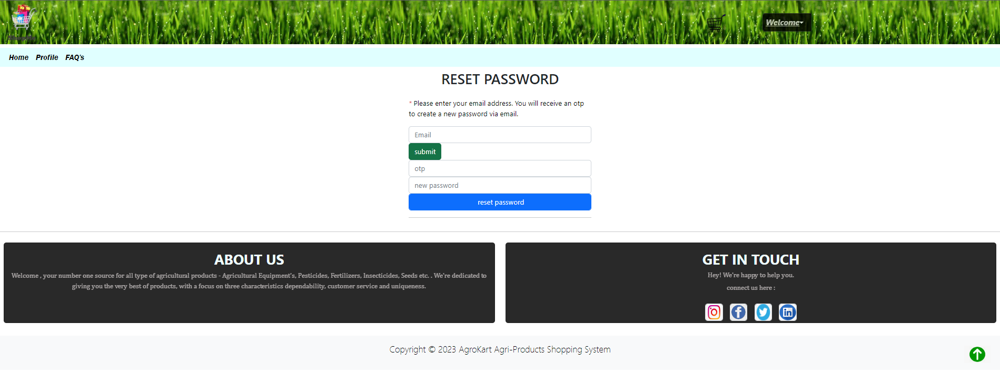 Welcome
Home Profile FAQ's
RESET PASSWORD
* Please enter your email address. You will receive an otp
to create a new password via email.
Email
submit
otp
new password
reset password
ABOUT US
Welcome , your number one source for all type of agricultural products - Agricultural Equipment's, Pesticides, Fertilizers, Insecticides, Seeds etc. . We're dedicated to
giving you the very best of products, with a focus on three characteristics dependability, customer service and uniqueness.
GET IN TOUCH
Hey! We're happy to help you.
connect us here :
Copyright © 2023 AgroKart Agri-Products Shopping System